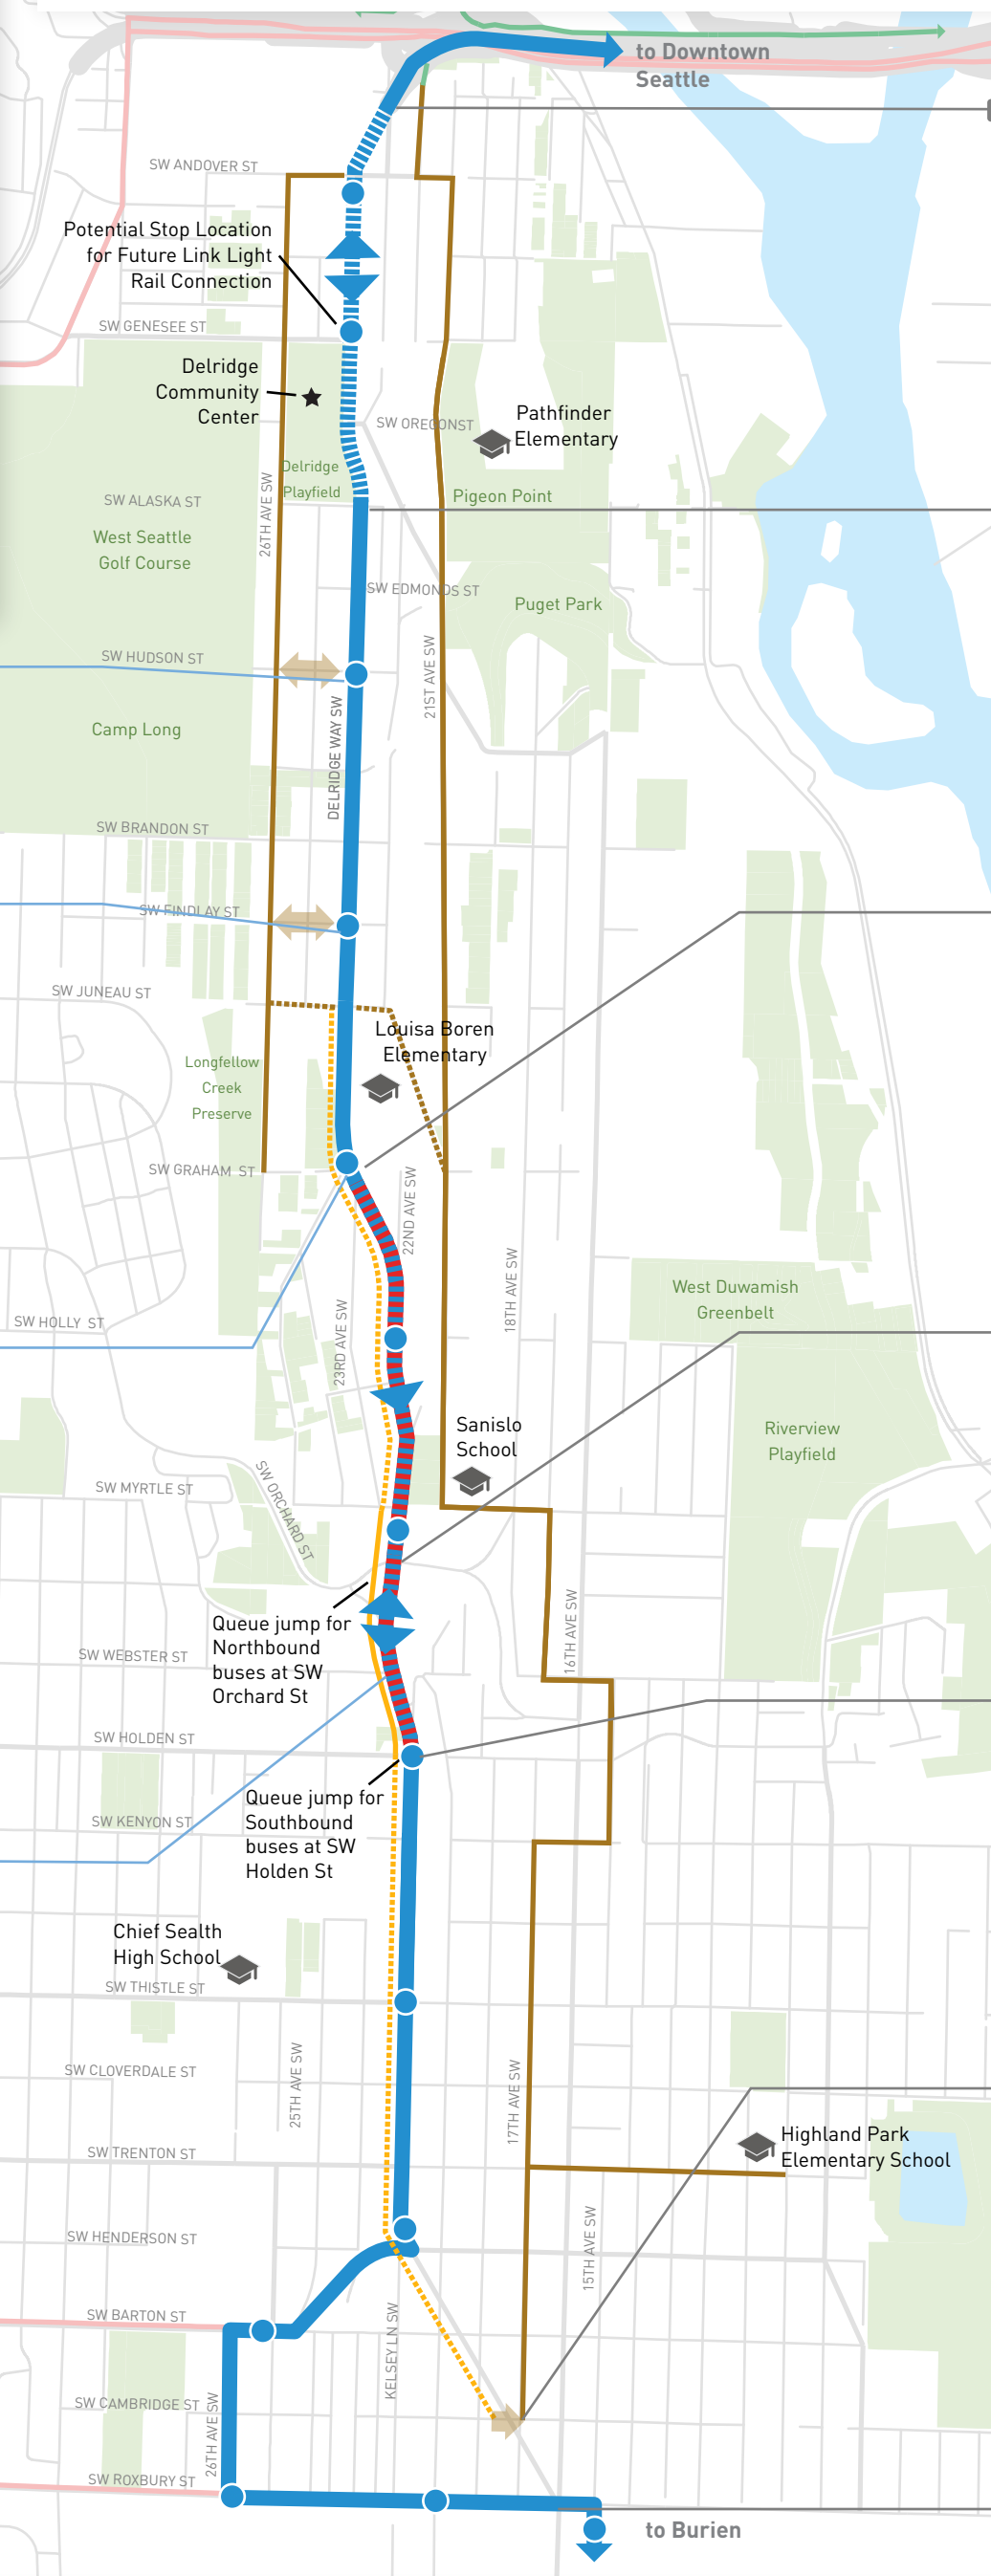 to Downtown
Seattle
SW ANDOVER ST
Potential Stop Location
for Future Link Light
Rail Connection
SW GENESEE ST
Delridge
Community
Center
SW OREGONST
Pathfinder
Elementary
Delridge
Playfield
26TH AVE SW
SW ALASKA ST
Pigeon Point
West Seattle
Golf Course
SW EDMONDS ST
Puget Park
SW HUDSON ST
21ST AVE SW
DELRIDGE WAY SW
Camp Long
SW BRANDON ST
SW FINDLAY ST
SW JUNEAU ST
Louisa Boren
Elementary
Longfellow
Creek
Preserve
SW GRAHAM ST
22ND AVE SW
18TH AVE SW
West Duwamish
Greenbelt
SW HOLLY ST
23RD AVE SW
Sanislo
School
Riverview
Playfield
SW MYRTLE ST
SW ORCHARD ST
Queue jump for
Northbound
buses at SW
Orchard St
16TH AVE SW
SW WEBSTER ST
SW HOLDEN ST
Queue jump for
Southbound
buses at SW
Holden St
SW KENYON ST
Chief Sealth
High School
SW THISTLE ST
SW CLOVERDALE ST
25TH AVE SW
17TH AVE SW
Highland Park
Elementary School
SW TRENTON ST
SW HENDERSON ST
15TH AVE SW
SW BARTON ST
KELSEY LN SW
SW CAMBRIDGE ST
26TH AVE SW
SW ROXBURY ST
to Burien